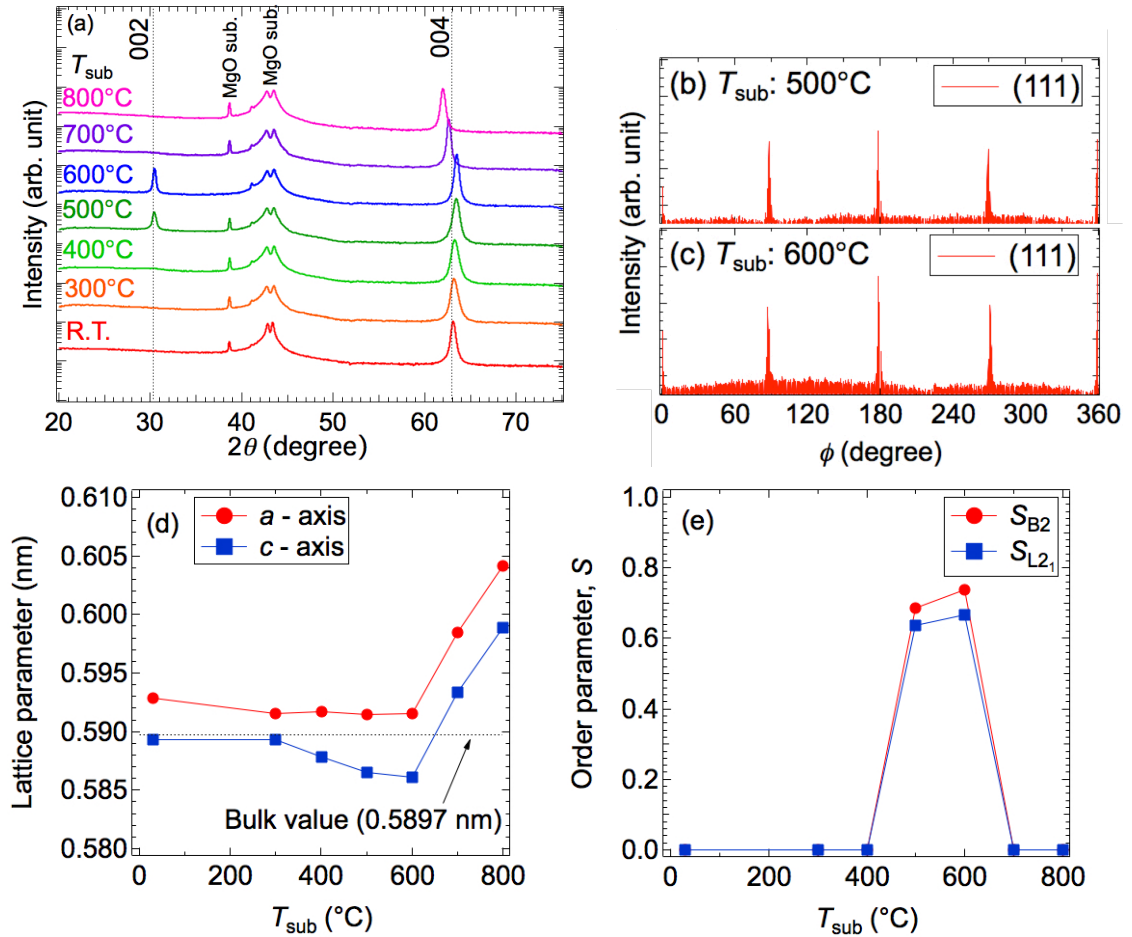 (a)
002
MgO sub.
MgO sub.
004
T_sub
800°C
700°C
600°C
500°C
400°C
300°C
R.T.
Intensity (arb. unit)
20 30 40 50 60 70
2θ (degree)
(b) T_sub: 500°C
(111)
Intensity (arb. unit)
(c) T_sub: 600°C
(111)
0 60 120 180 240 300 360
ϕ (degree)
(d)
a - axis
c - axis
Lattice parameter (nm)
0.610
0.605
0.600
0.595
0.590
0.585
0.580
Bulk value (0.5897 nm)
0 200 400 600 800
T_sub (°C)
(e)
S_B2
S_L2₁
Order parameter, S
1.0
0.8
0.6
0.4
0.2
0.0
0 200 400 600 800
T_sub (°C)